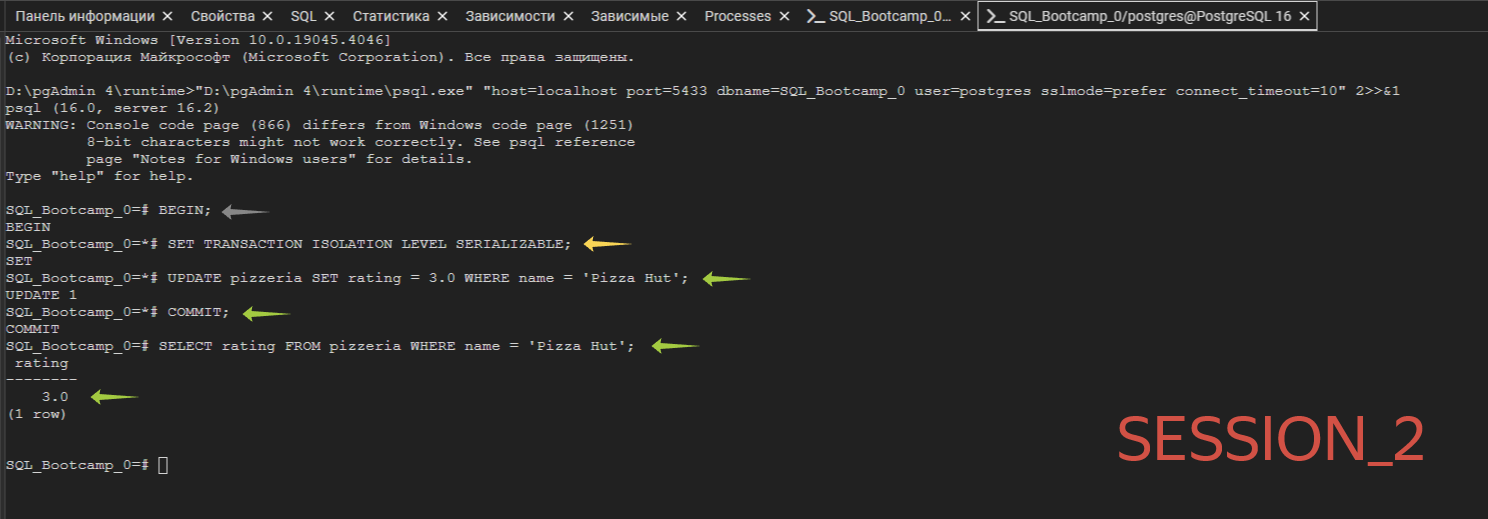 Панель информации Свойства SQL Статистика Зависимости Зависимые Processes SQL_Bootcamp_0... SQL_Bootcamp_0/postgres@PostgreSQL 16
Microsoft Windows [Version 10.0.19045.4046]
(c) Корпорация Майкрософт (Microsoft Corporation). Все права защищены.
D:\pgAdmin 4\runtime>"D:\pgAdmin 4\runtime\psql.exe" "host=localhost port=5433 dbname=SQL_Bootcamp_0 user=postgres sslmode=prefer connect_timeout=10" 2>>&1
psql (16.0, server 16.2)
WARNING: Console code page (866) differs from Windows code page (1251)
8-bit characters might not work correctly. See psql reference
page "Notes for Windows users" for details.
Type "help" for help.
SQL_Bootcamp_0=# BEGIN;
BEGIN
SQL_Bootcamp_0=*# SET TRANSACTION ISOLATION LEVEL SERIALIZABLE;
SET
SQL_Bootcamp_0=*# UPDATE pizzeria SET rating = 3.0 WHERE name = 'Pizza Hut';
UPDATE 1
SQL_Bootcamp_0=*# COMMIT;
COMMIT
SQL_Bootcamp_0=# SELECT rating FROM pizzeria WHERE name = 'Pizza Hut';
rating
--------
3.0
(1 row)
SQL_Bootcamp_0=#
SESSION_2